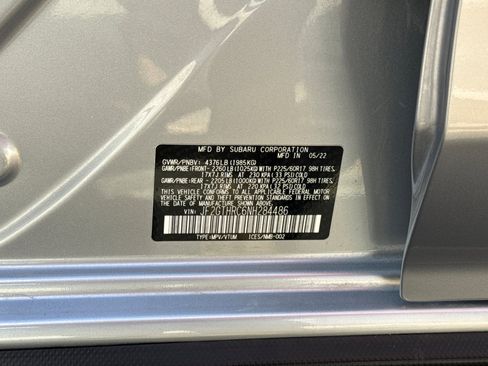 MFD BY SUBARU CORPORATION
GVWR/PNBV: 4376LB(1985KG) MFD IN 05/22
GAWR/PNBE:FRONT- 2260LB(1025KG)WITH P225/60R17 98H TIRES,
17X7J RIMS AT 230 KPA(33 PSI)COLD
GAWR/PNBE:REAR - 2205LB(1000KG)WITH P225/60R17 98H TIRES,
17X7J RIMS AT 220 KPA(32 PSI)COLD
THIS VEHICLE CONFORMS TO ALL APPLICABLE FEDERAL MOTOR
VEHICLE SAFETY AND THEFT PREVENTION STANDARDS IN EFFECT
ON THE DATE OF MANUFACTURE SHOWN ABOVE.
VIN: JF2GTHRC6NH284486
TYPE:MPV/VTUM ICES/NMB-002